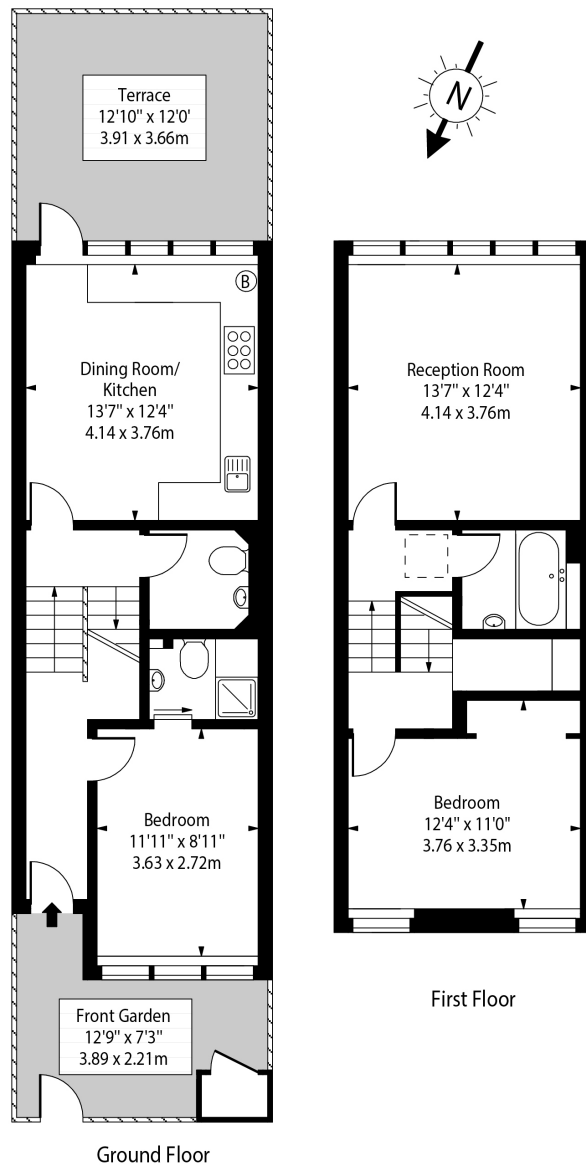 Terrace
12'10" x 12'0'
3.91 x 3.66m
N
B
Dining Room/
Kitchen
13'7" x 12'4"
4.14 x 3.76m
Reception Room
13'7" x 12'4"
4.14 x 3.76m
Bedroom
11'11" x 8'11"
3.63 x 2.72m
Bedroom
12'4" x 11'0"
3.76 x 3.35m
Front Garden
12'9" x 7'3"
3.89 x 2.21m
First Floor
Ground Floor